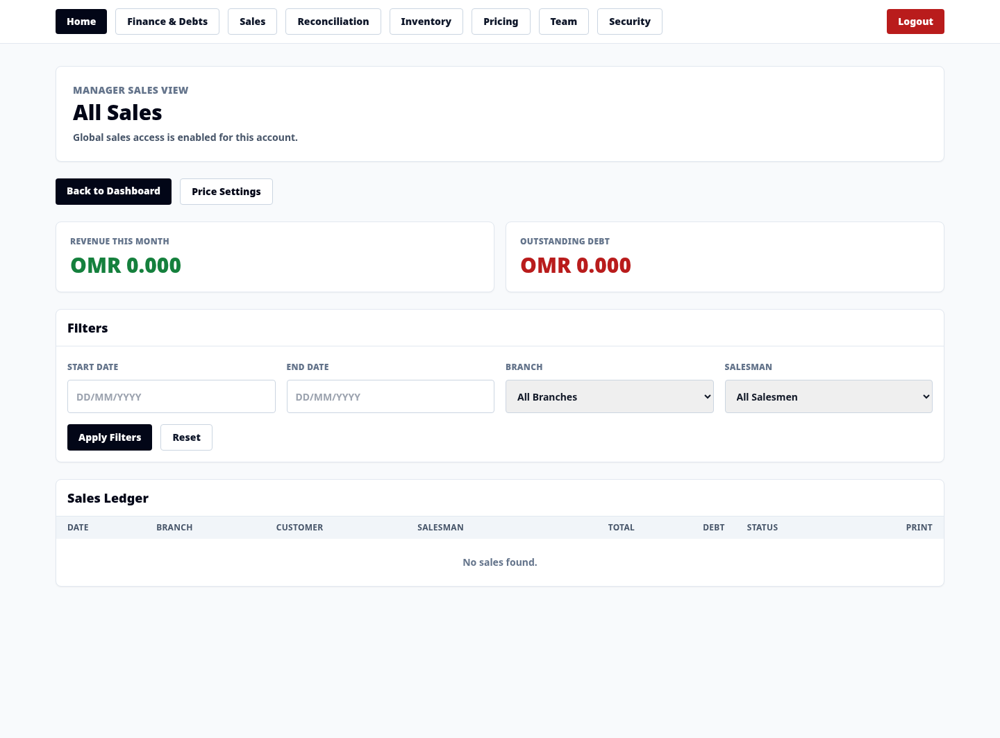 Home Finance & Debts Sales Reconciliation Inventory Pricing Team Security Logout
MANAGER SALES VIEW
All Sales
Global sales access is enabled for this account.
Back to Dashboard Price Settings
REVENUE THIS MONTH
OMR 0.000
OUTSTANDING DEBT
OMR 0.000
Filters
START DATE END DATE BRANCH SALESMAN
DD/MM/YYYY DD/MM/YYYY All Branches All Salesmen
Apply Filters Reset
Sales Ledger
DATE BRANCH CUSTOMER SALESMAN TOTAL DEBT STATUS PRINT
No sales found.